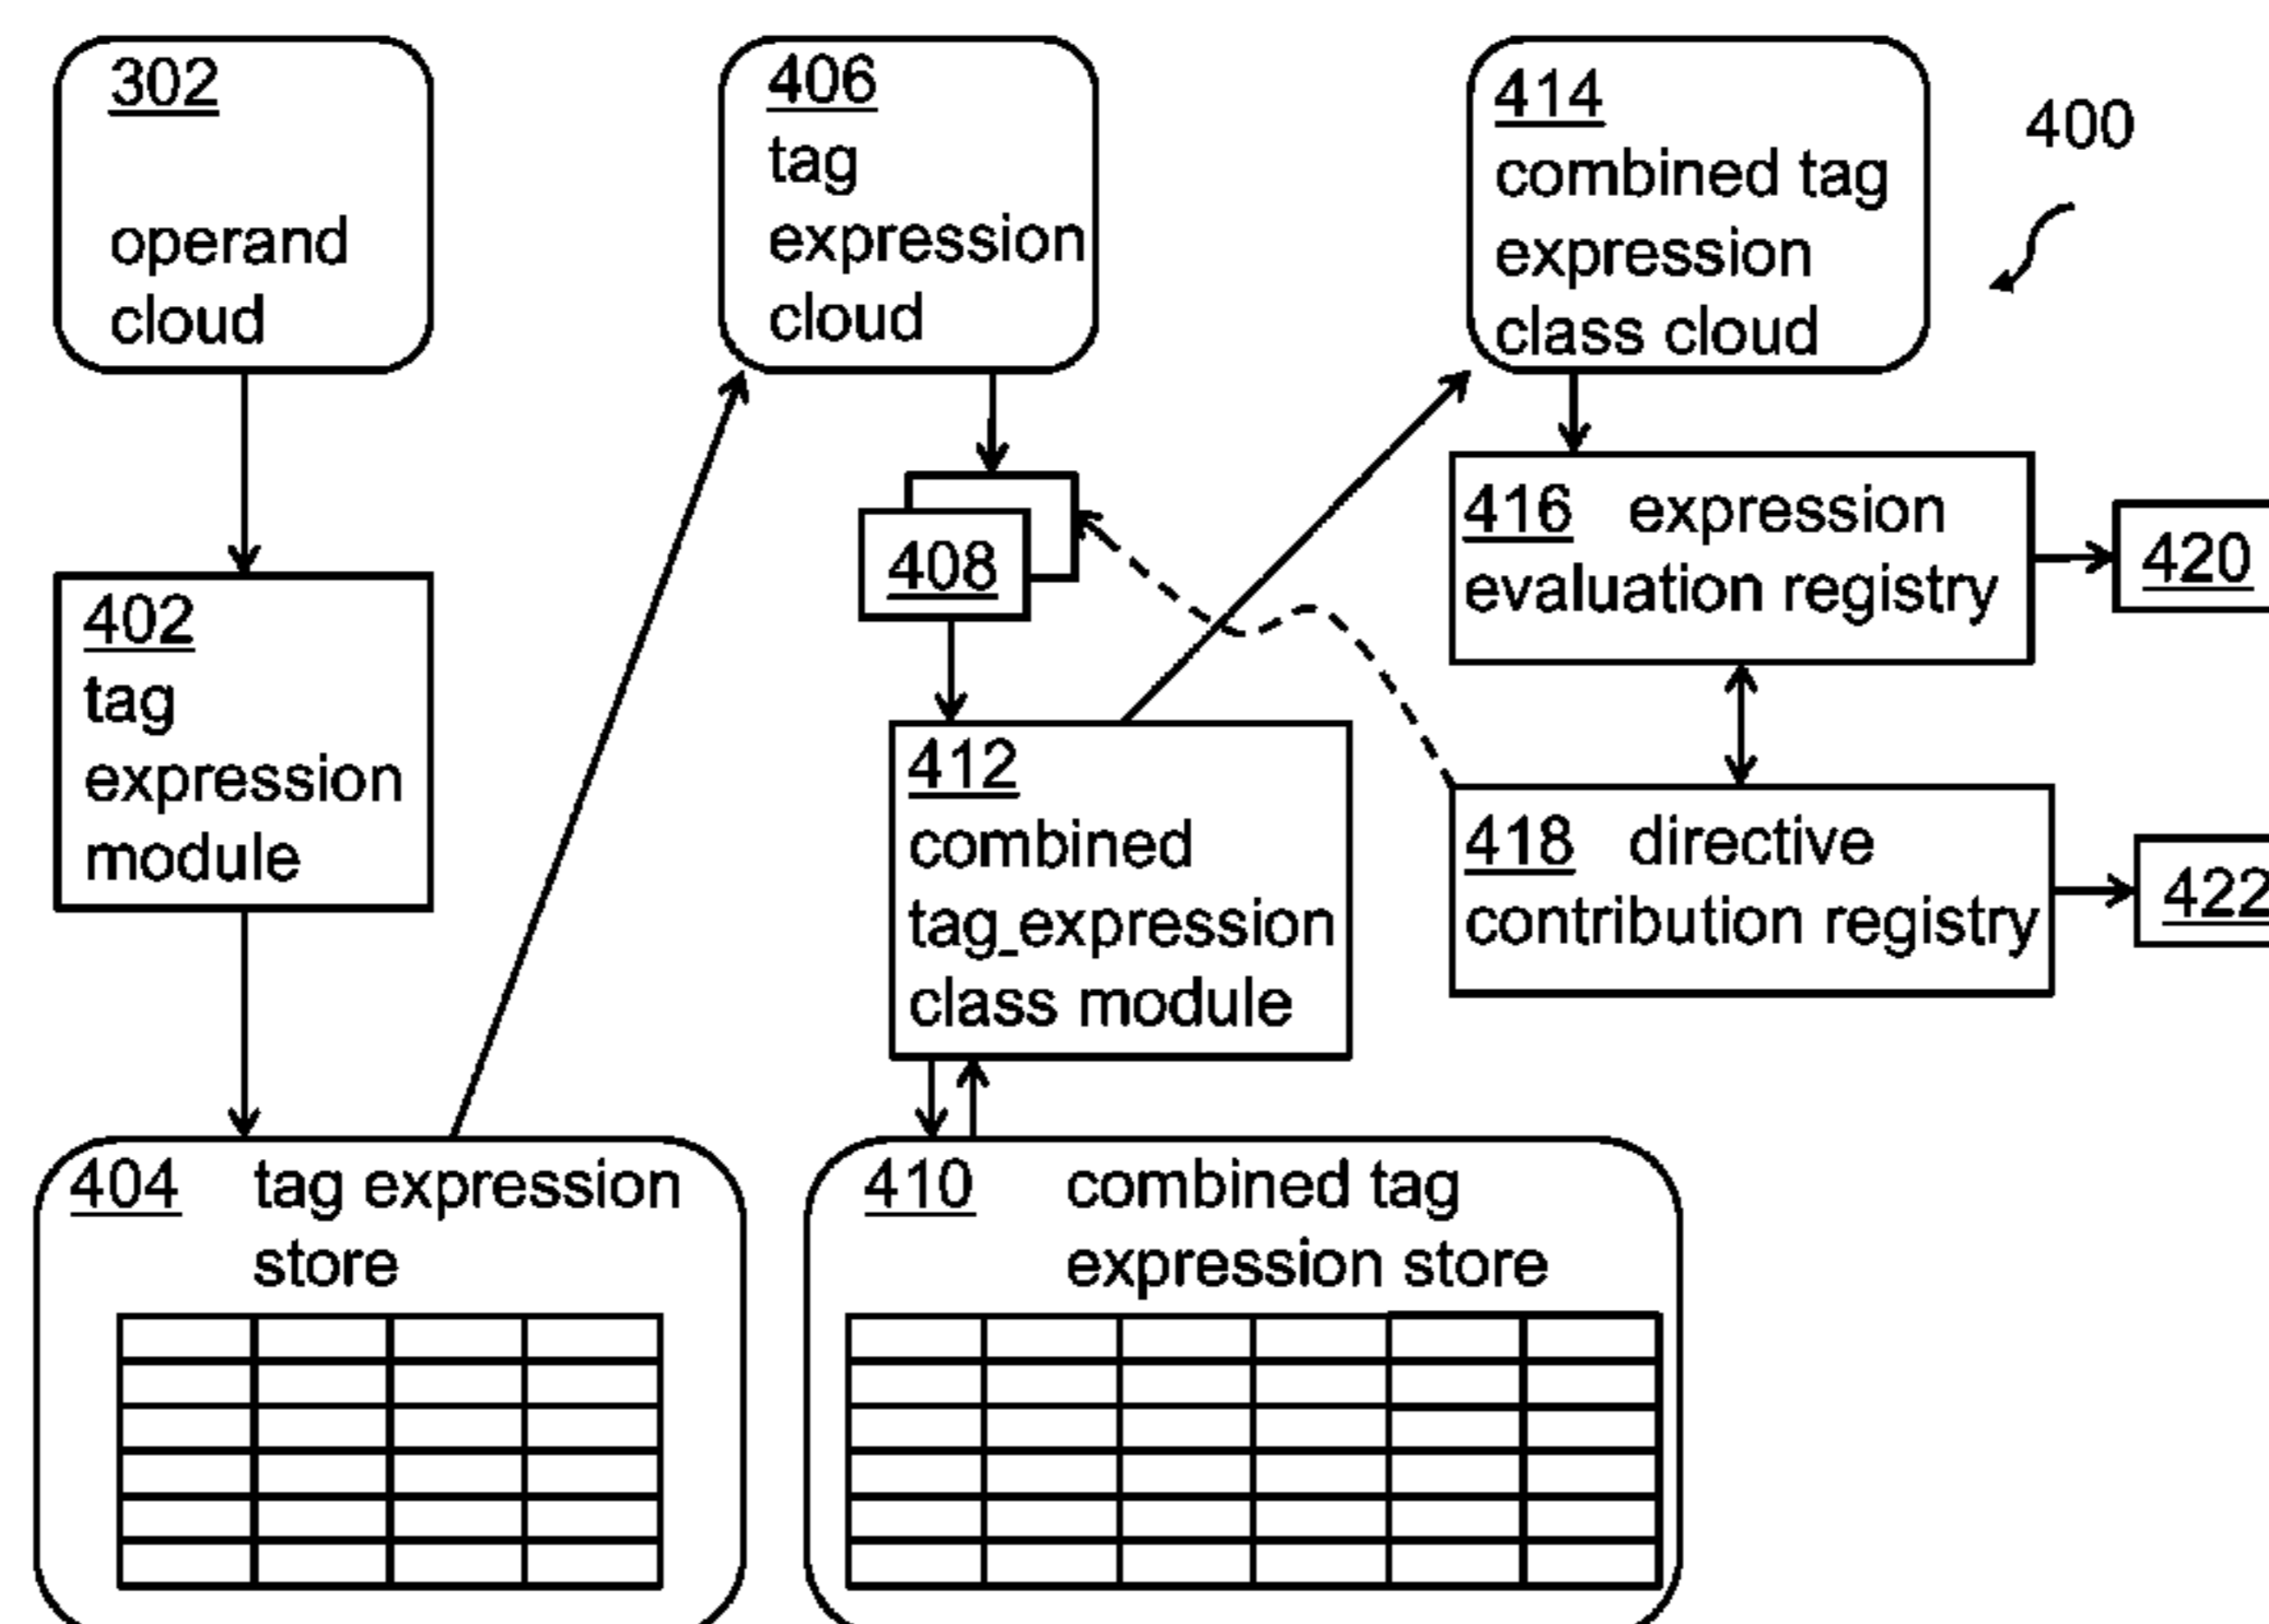 302
operand
cloud
406
tag
expression
cloud
414
combined tag
expression
class cloud
400
402
tag
expression
module
408
416 expression
evaluation registry
420
412
combined
tag_expression
class module
418 directive
contribution registry
422
404 tag expression
store
410 combined tag
expression store